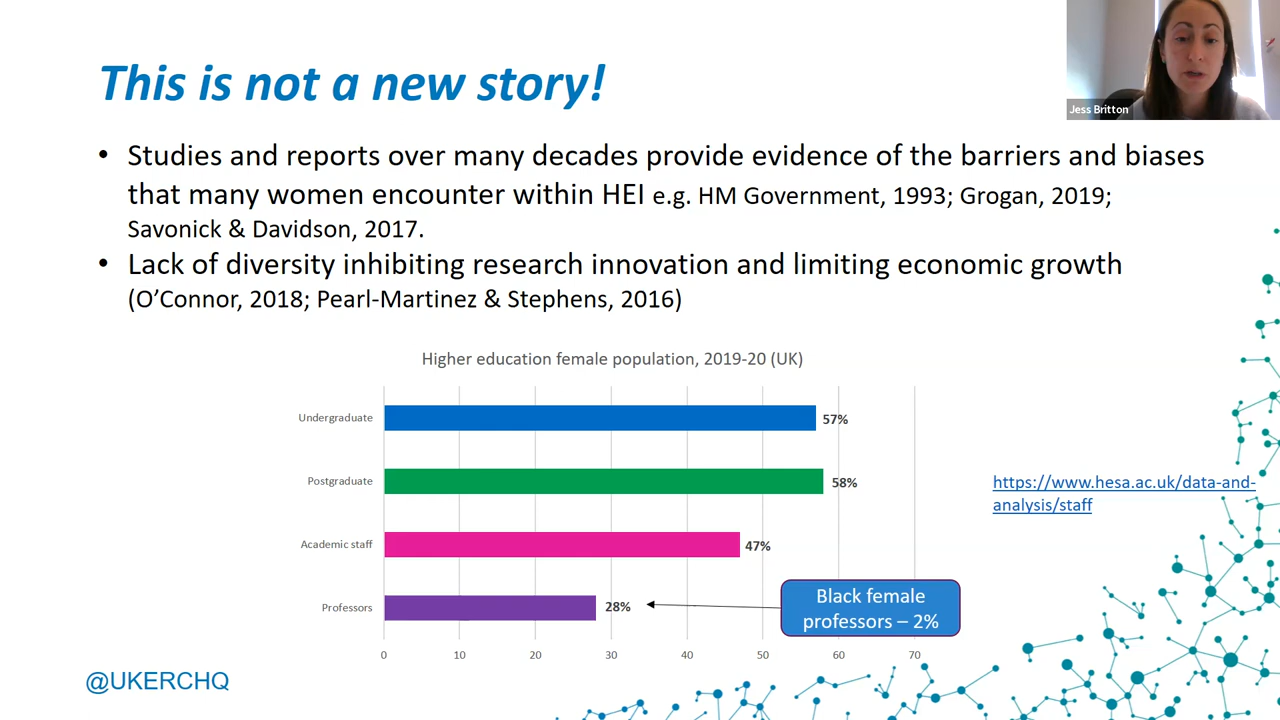 This is not a new story!
Jess Britton
• Studies and reports over many decades provide evidence of the barriers and biases
that many women encounter within HEI e.g. HM Government, 1993; Grogan, 2019;
Savonick & Davidson, 2017.
• Lack of diversity inhibiting research innovation and limiting economic growth
(O’Connor, 2018; Pearl-Martinez & Stephens, 2016)
Higher education female population, 2019-20 (UK)
Undergraduate 57%
Postgraduate 58%
https://www.hesa.ac.uk/data-and-
analysis/staff
Academic staff 47%
Professors 28%
Black female
professors – 2%
0 10 20 30 40 50 60 70
@UKERCHQ